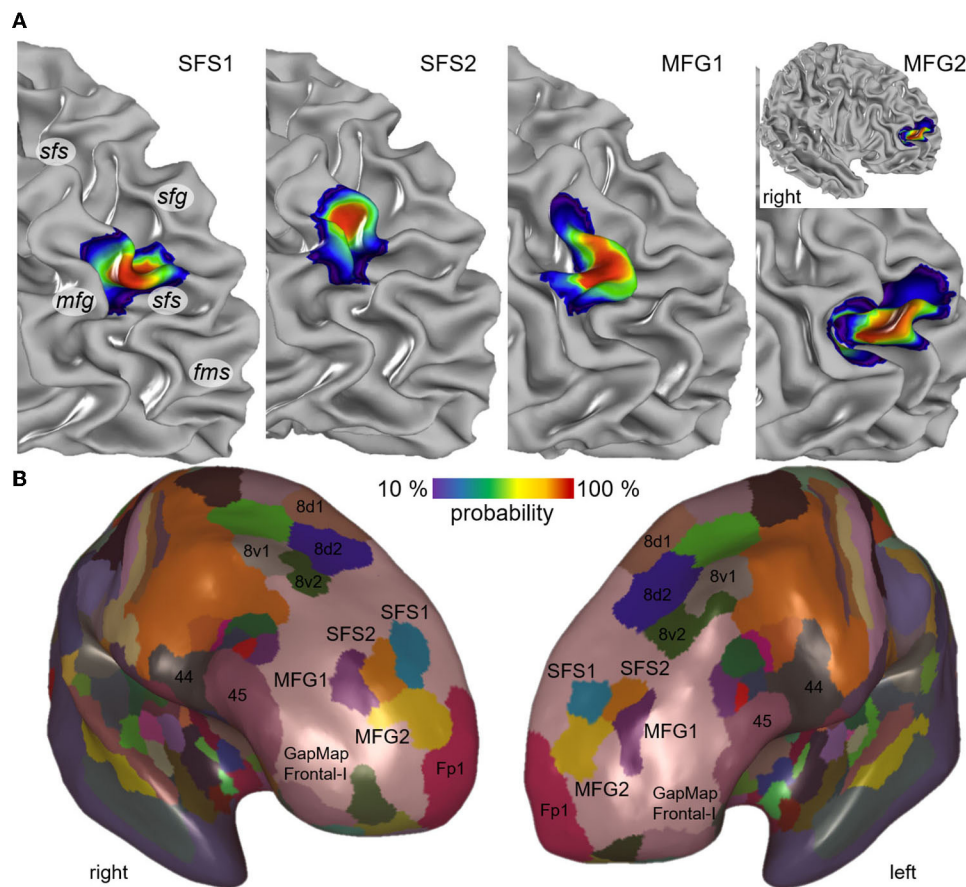 A
SFS1
SFS2
MFG1
MFG2
sfs
sfg
mfg
sfs
fms
right
B
10 %
100 %
probability
8d1
8v1
8d2
8v2
SFS1
SFS2
MFG1
44
45
MFG2
GapMap
Frontal-I
Fp1
right
8d1
8v1
8d2
8v2
SFS1
SFS2
44
45
MFG1
MFG2
GapMap
Frontal-I
Fp1
left